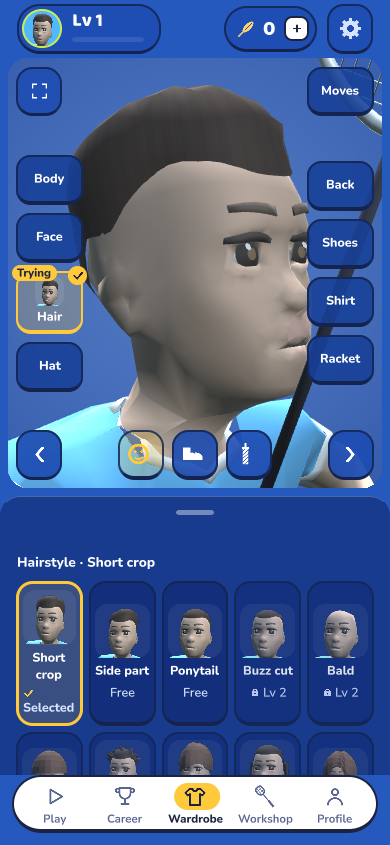 Lv 1
0
Moves
Body
Back
Face
Shoes
Trying
Hair
Shirt
Hat
Racket
Hairstyle · Short crop
Short crop
Selected
Side part
Free
Ponytail
Free
Buzz cut
Lv 2
Bald
Lv 2
Play
Career
Wardrobe
Workshop
Profile